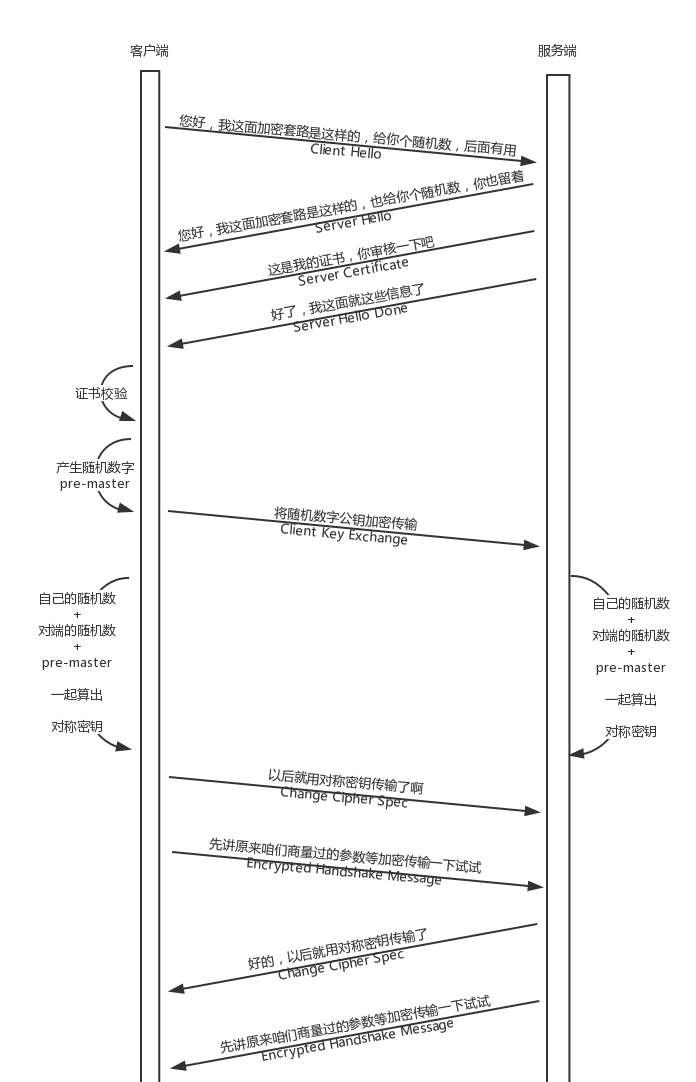 客户端
服务端
您好，我这面加密套路是这样的，给你个随机数，后面有用
Client Hello
您好，我这面加密套路是这样的，也给你个随机数，你也留着
Server Hello
这是我的证书，你审核一下吧
Server Certificate
好了，我这面就这些信息了
Server Hello Done
证书校验
产生随机数字
pre-master
将随机数字公钥加密传输
Client Key Exchange
自己的随机数
+
对端的随机数
+
pre-master
一起算出
对称密钥
自己的随机数
+
对端的随机数
+
pre-master
一起算出
对称密钥
以后就用对称密钥传输了啊
Change Cipher Spec
先讲原来咱们商量过的参数等加密传输一下试试
Encrypted Handshake Message
好的，以后就用对称密钥传输了
Change Cipher Spec
先讲原来咱们商量过的参数等加密传输一下试试
Encrypted Handshake Message